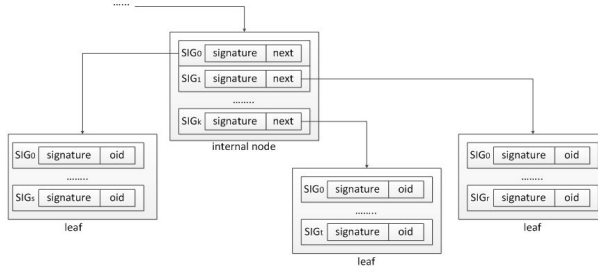 ......
SIG0 signature next
SIG1 signature next
........
SIGk signature next
internal node
SIG0 signature oid
........
SIGs signature oid
leaf
SIG0 signature oid
........
SIGt signature oid
leaf
SIG0 signature oid
........
SIGr signature oid
leaf